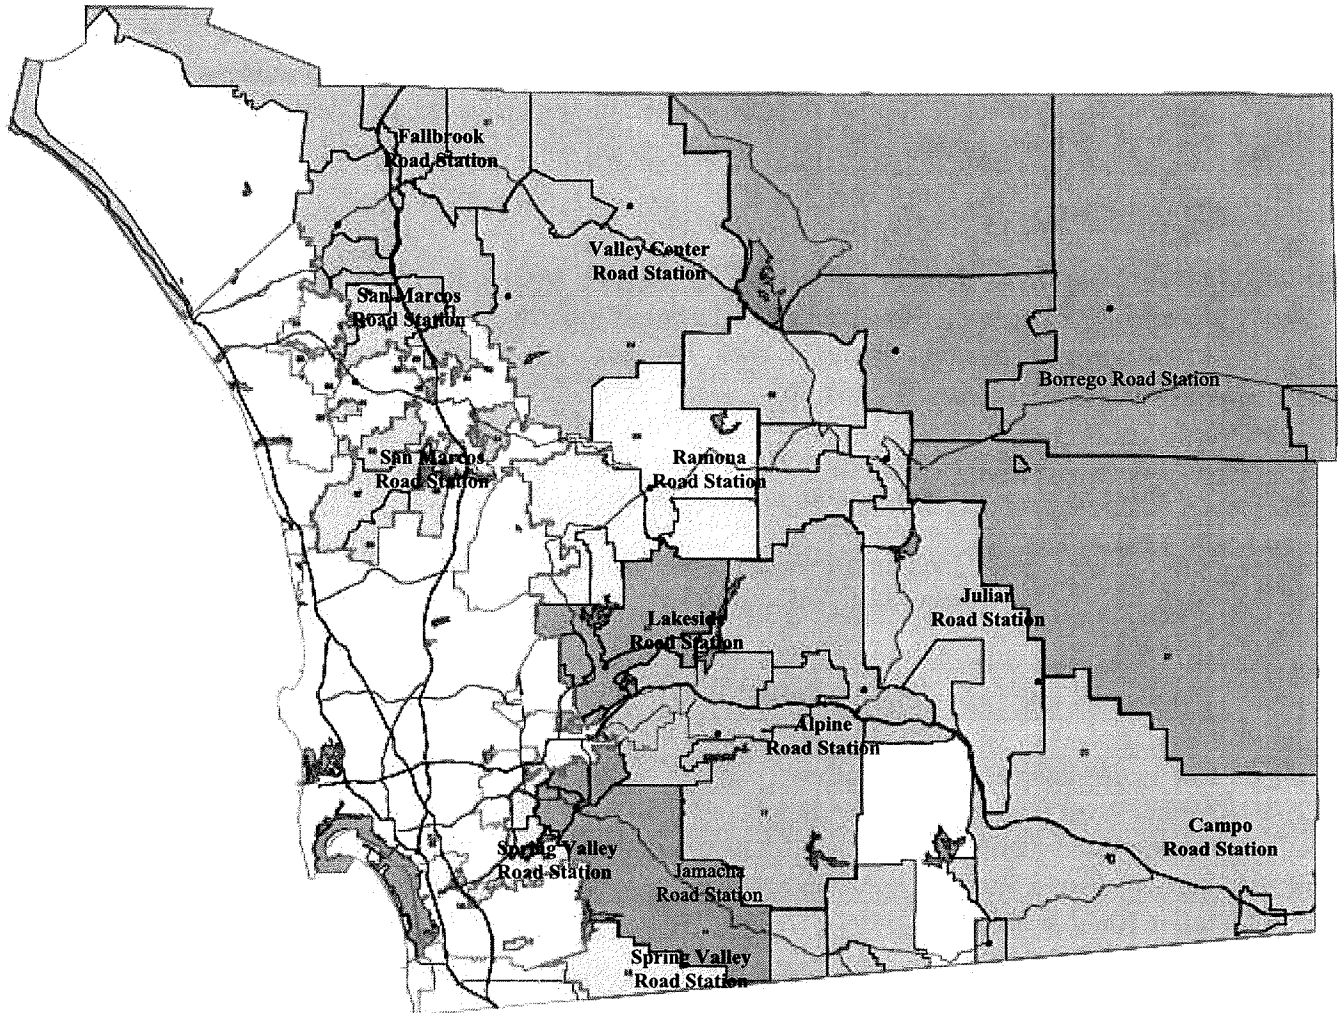 Fallbrook
Road Station
Valley Center
Road Station
San Marcos
Road Station
Borrego Road Station
San Marcos
Road Station
Ramona
Road Station
Julian
Road Station
Lakeside
Road Station
Alpine
Road Station
Campo
Road Station
Spring Valley
Road Station
Jamacha
Road Station
Spring Valley
Road Station